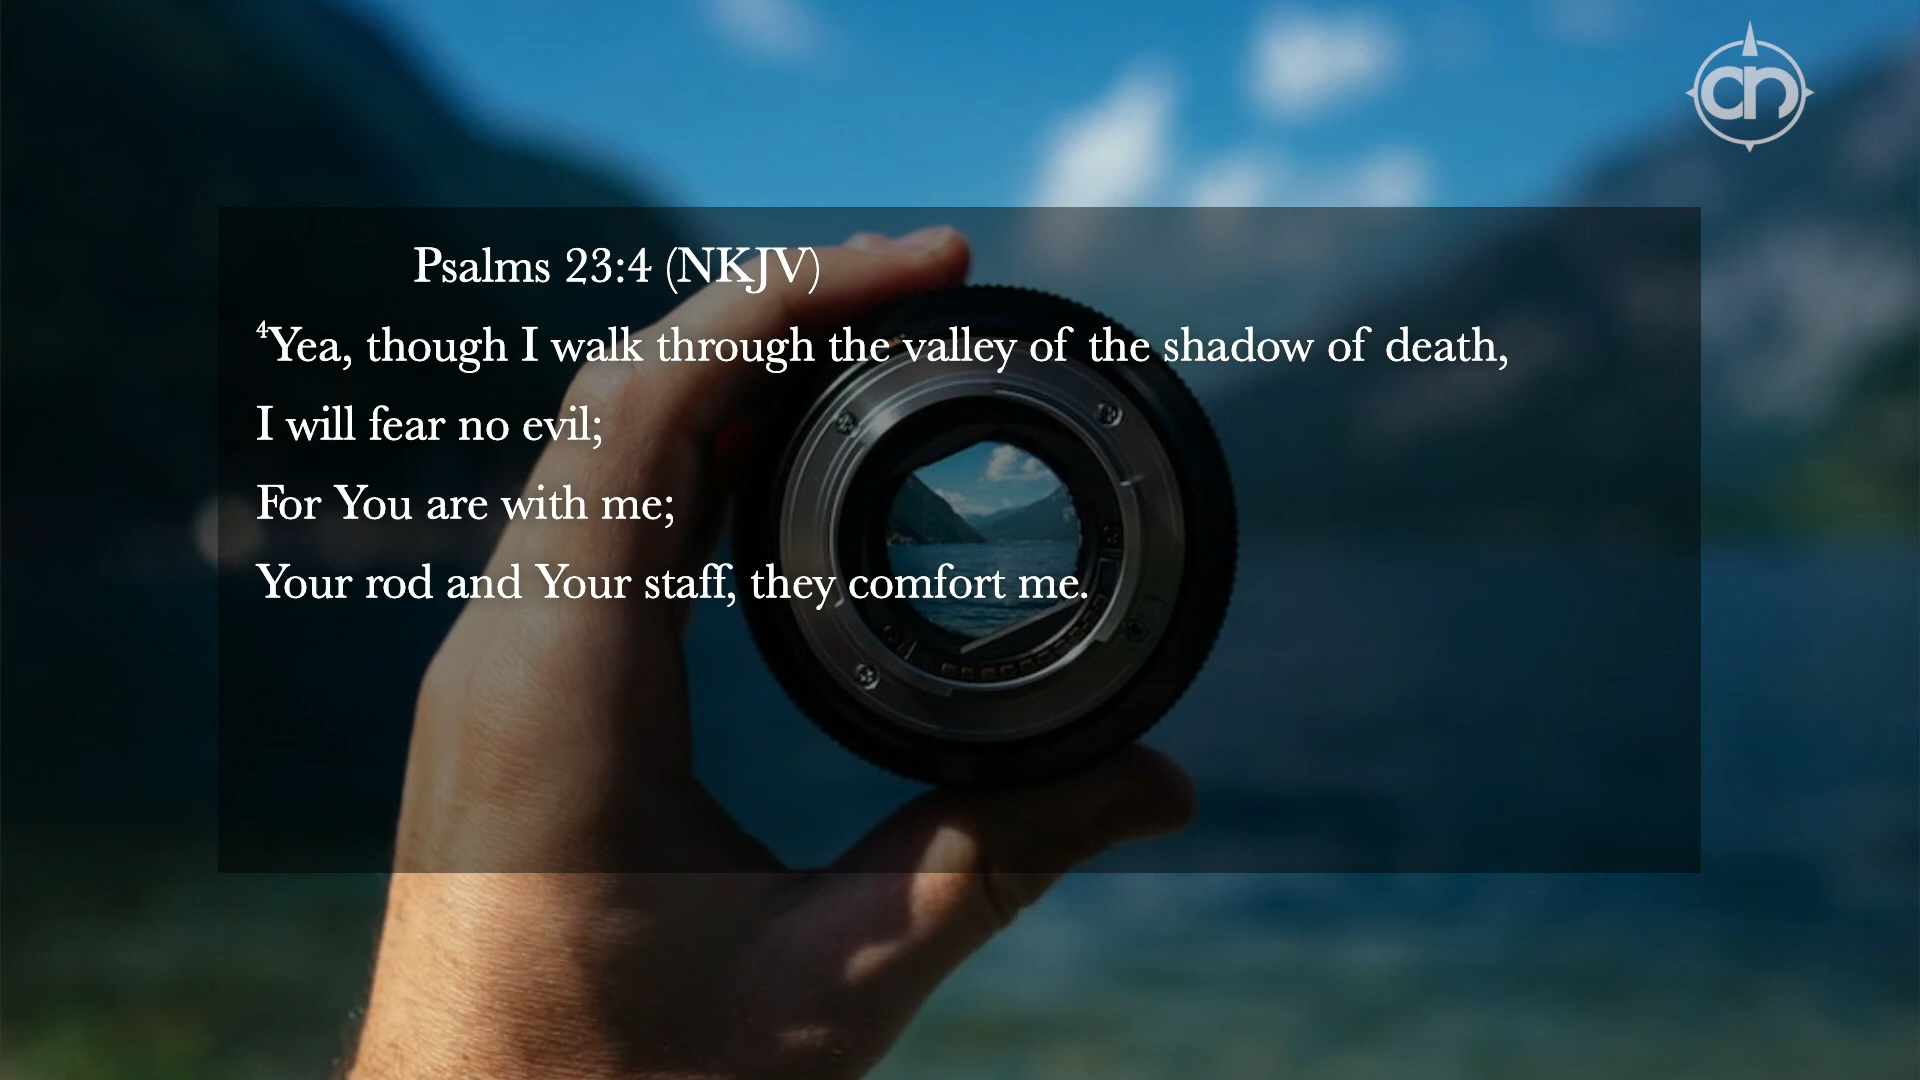 cn
Psalms 23:4 (NKJV)
⁴Yea, though I walk through the valley of the shadow of death,
I will fear no evil;
For You are with me;
Your rod and Your staff, they comfort me.